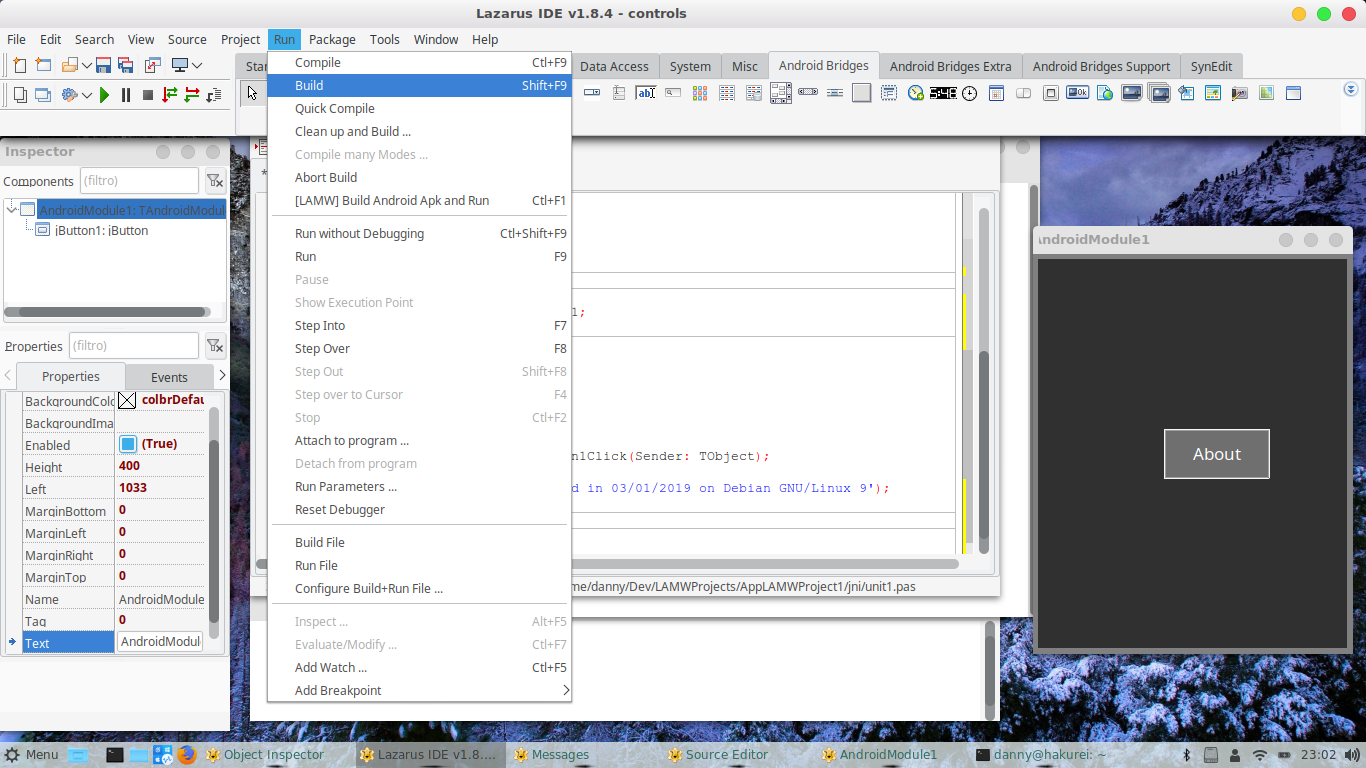 Lazarus IDE v1.8.4 - controls
File Edit Search View Source Project Run Package Tools Window Help
Data Access System Misc Android Bridges Android Bridges Extra Android Bridges Support SynEdit
Compile Ctl+F9
Build Shift+F9
Quick Compile
Clean up and Build ...
Compile many Modes ...
Abort Build
[LAMW] Build Android Apk and Run Ctl+F1
Run without Debugging Ctl+Shift+F9
Run F9
Pause
Show Execution Point
Step Into F7
Step Over F8
Step Out Shift+F8
Step over to Cursor F4
Stop Ctl+F2
Attach to program ...
Detach from program
Run Parameters ...
Reset Debugger
Build File
Run File
Configure Build+Run File ...
Inspect ... Alt+F5
Evaluate/Modify ... Ctl+F7
Add Watch ... Ctl+F5
Add Breakpoint
Inspector
Components (filtro)
AndroidModule1: TAndroidModul
jButton1: jButton
Properties (filtro)
Properties Events
BackgroundColo colbrDefau
BackgroundIma
Enabled (True)
Height 400
Left 1033
MarginBottom 0
MarginLeft 0
MarginRight 0
MarginTop 0
Name AndroidModule
Tag 0
Text AndroidModul
1;
n1Click(Sender: TObject);
d in 03/01/2019 on Debian GNU/Linux 9');
me/danny/Dev/LAMWProjects/AppLAMWProject1/jni/unit1.pas
AndroidModule1
About
Menu Object Inspector Lazarus IDE v1.8.... Messages Source Editor AndroidModule1 danny@hakurei: ~ 23:02